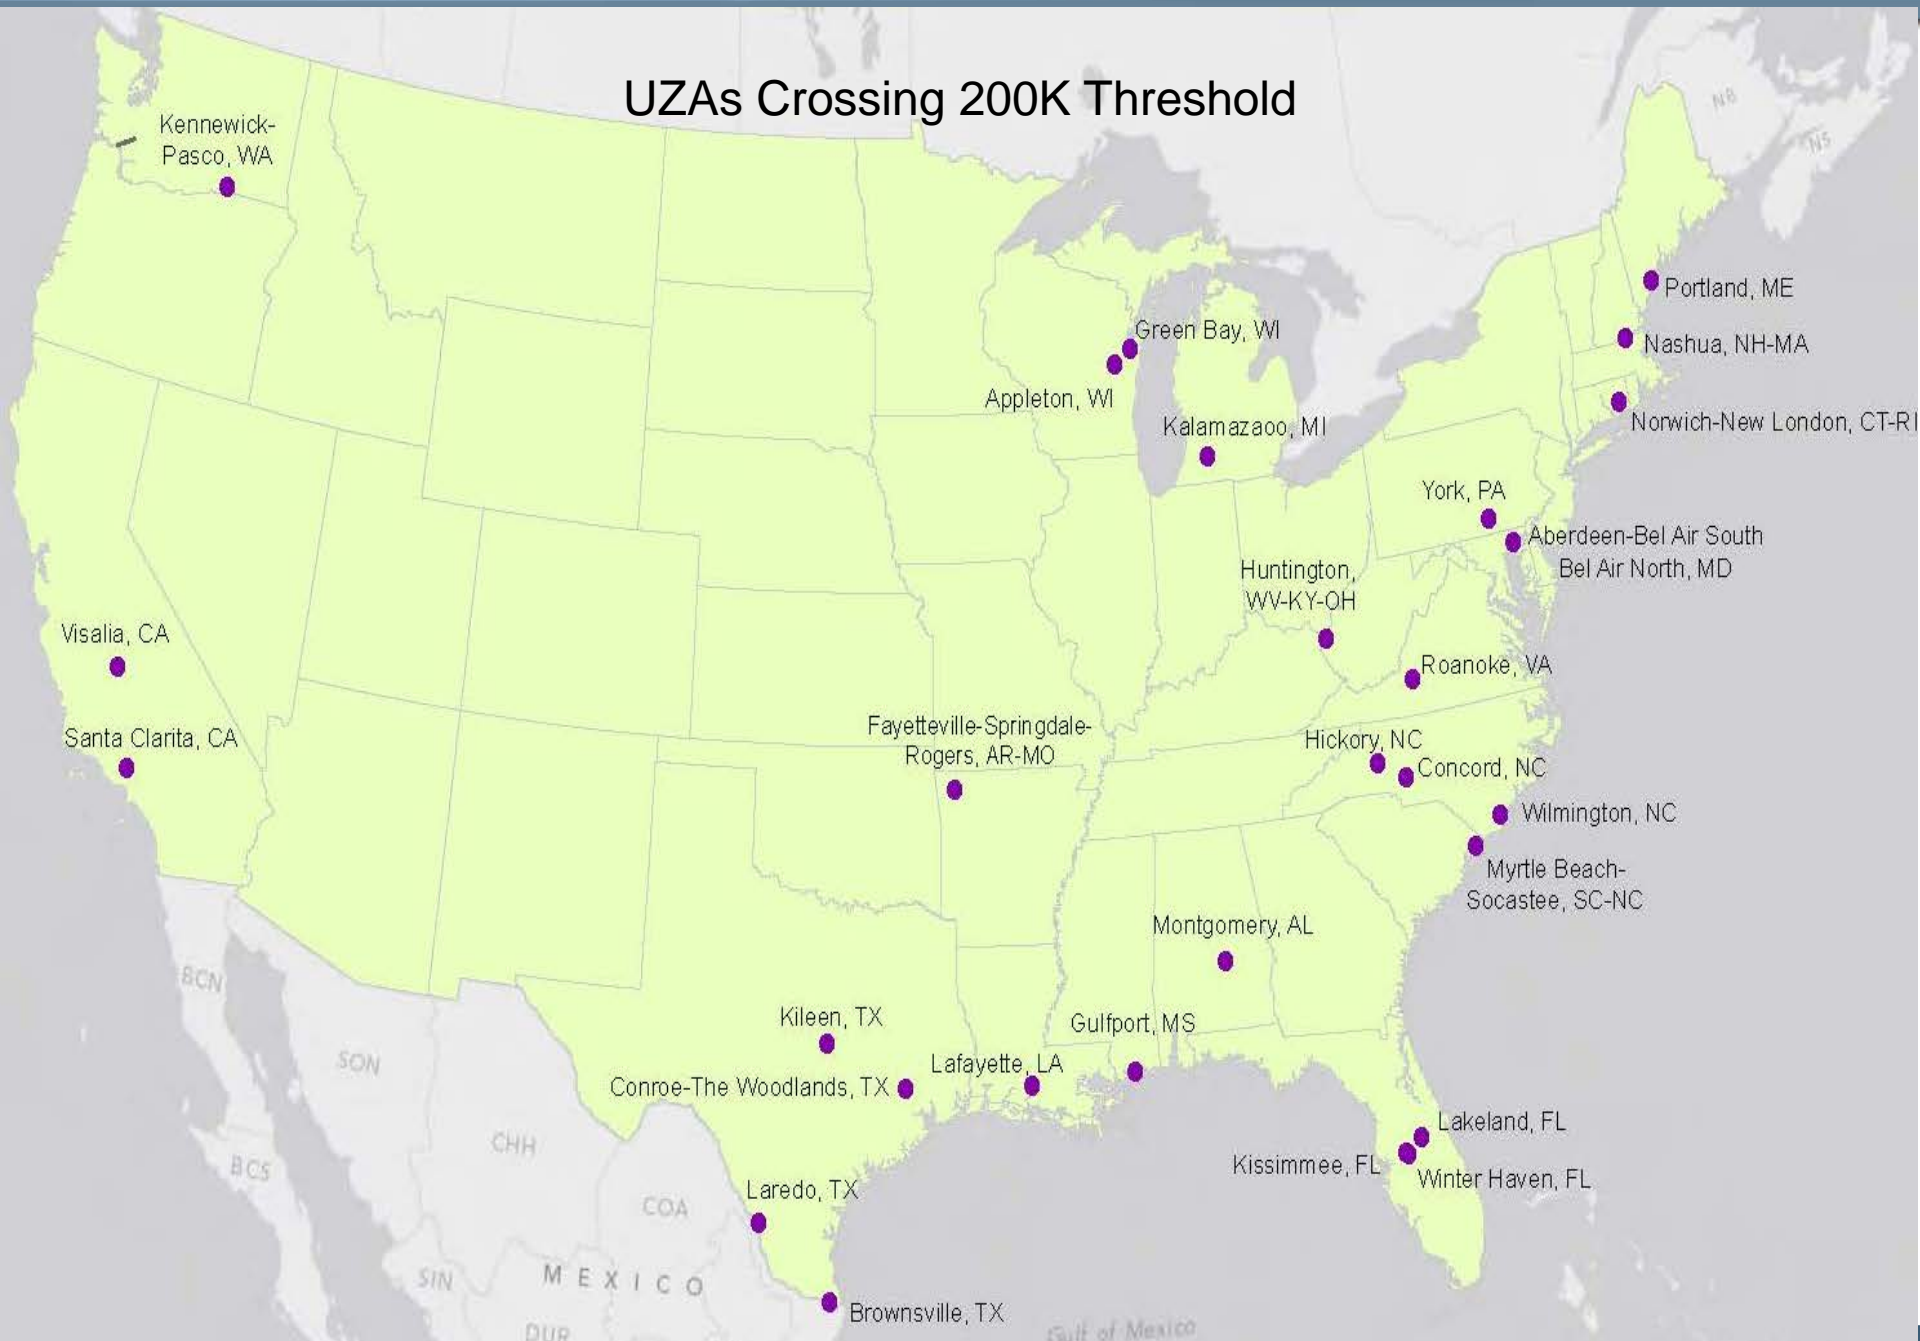 UZAs Crossing 200K Threshold
NB
NS
Kennewick-
Pasco, WA
Portland, ME
Green Bay, WI
Nashua, NH-MA
Appleton, WI
Kalamazaoo, MI
Norwich-New London, CT-RI
York, PA
Aberdeen-Bel Air South
Bel Air North, MD
Huntington,
WV-KY-OH
Visalia, CA
Roanoke, VA
Santa Clarita, CA
Fayetteville-Springdale-
Rogers, AR-MO
Hickory, NC
Concord, NC
Wilmington, NC
Myrtle Beach-
Socastee, SC-NC
Montgomery, AL
BCN
Kileen, TX
Gulfport, MS
SON
Lafayette, LA
Conroe-The Woodlands, TX
Lakeland, FL
CHH
BCS
Kissimmee, FL
Winter Haven, FL
Laredo, TX
COA
SIN
MEXICO
Brownsville, TX
DUR
Gulf of Mexico